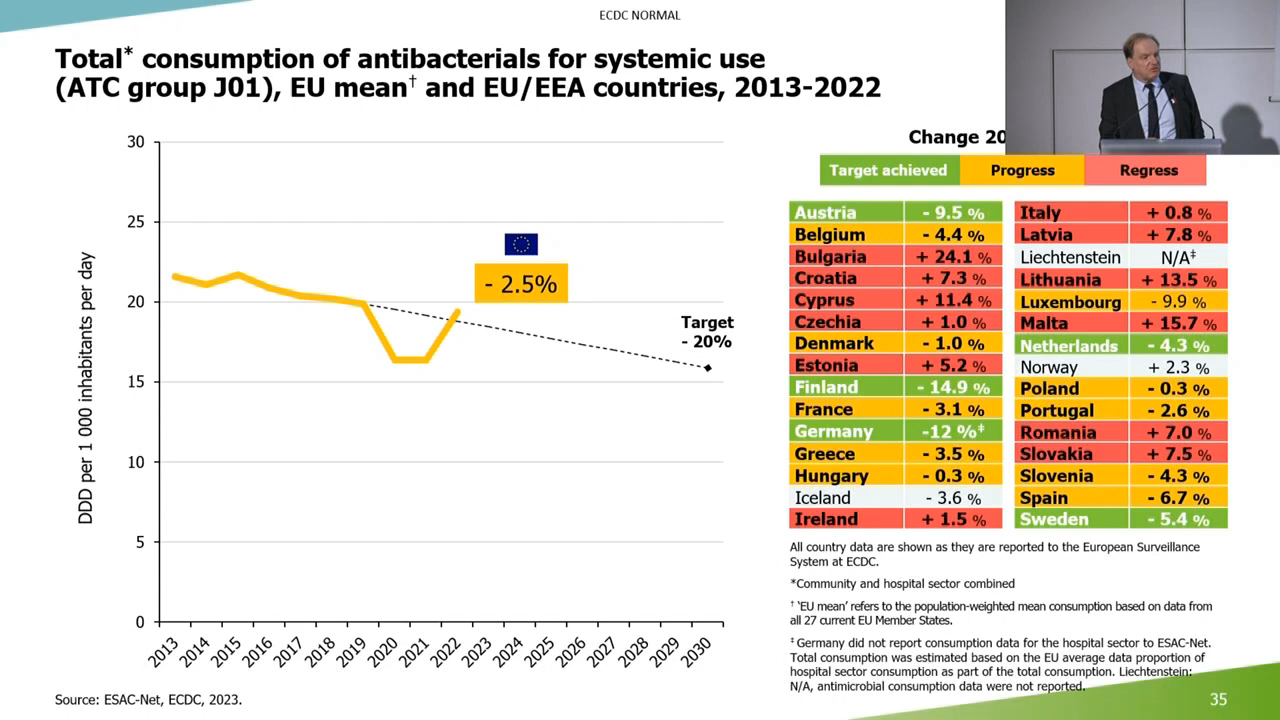 ECDC NORMAL
Total* consumption of antibacterials for systemic use
(ATC group J01), EU mean† and EU/EEA countries, 2013-2022
DDD per 1 000 inhabitants per day
30
25
20
15
10
5
0
2013 2014 2015 2016 2017 2018 2019 2020 2021 2022 2023 2024 2025 2026 2027 2028 2029 2030
- 2.5%
Target
- 20%
Change 20
Target achieved Progress Regress
Austria - 9.5 %
Belgium - 4.4 %
Bulgaria + 24.1 %
Croatia + 7.3 %
Cyprus + 11.4 %
Czechia + 1.0 %
Denmark - 1.0 %
Estonia + 5.2 %
Finland - 14.9 %
France - 3.1 %
Germany -12 %‡
Greece - 3.5 %
Hungary - 0.3 %
Iceland - 3.6 %
Ireland + 1.5 %
Italy + 0.8 %
Latvia + 7.8 %
Liechtenstein N/A‡
Lithuania + 13.5 %
Luxembourg - 9.9 %
Malta + 15.7 %
Netherlands - 4.3 %
Norway + 2.3 %
Poland - 0.3 %
Portugal - 2.6 %
Romania + 7.0 %
Slovakia + 7.5 %
Slovenia - 4.3 %
Spain - 6.7 %
Sweden - 5.4 %
All country data are shown as they are reported to the European Surveillance
System at ECDC.
*Community and hospital sector combined
† ‘EU mean’ refers to the population-weighted mean consumption based on data from
all 27 current EU Member States.
‡ Germany did not report consumption data for the hospital sector to ESAC-Net.
Total consumption was estimated based on the EU average data proportion of
hospital sector consumption as part of the total consumption. Liechtenstein:
N/A, antimicrobial consumption data were not reported.
Source: ESAC-Net, ECDC, 2023.
35